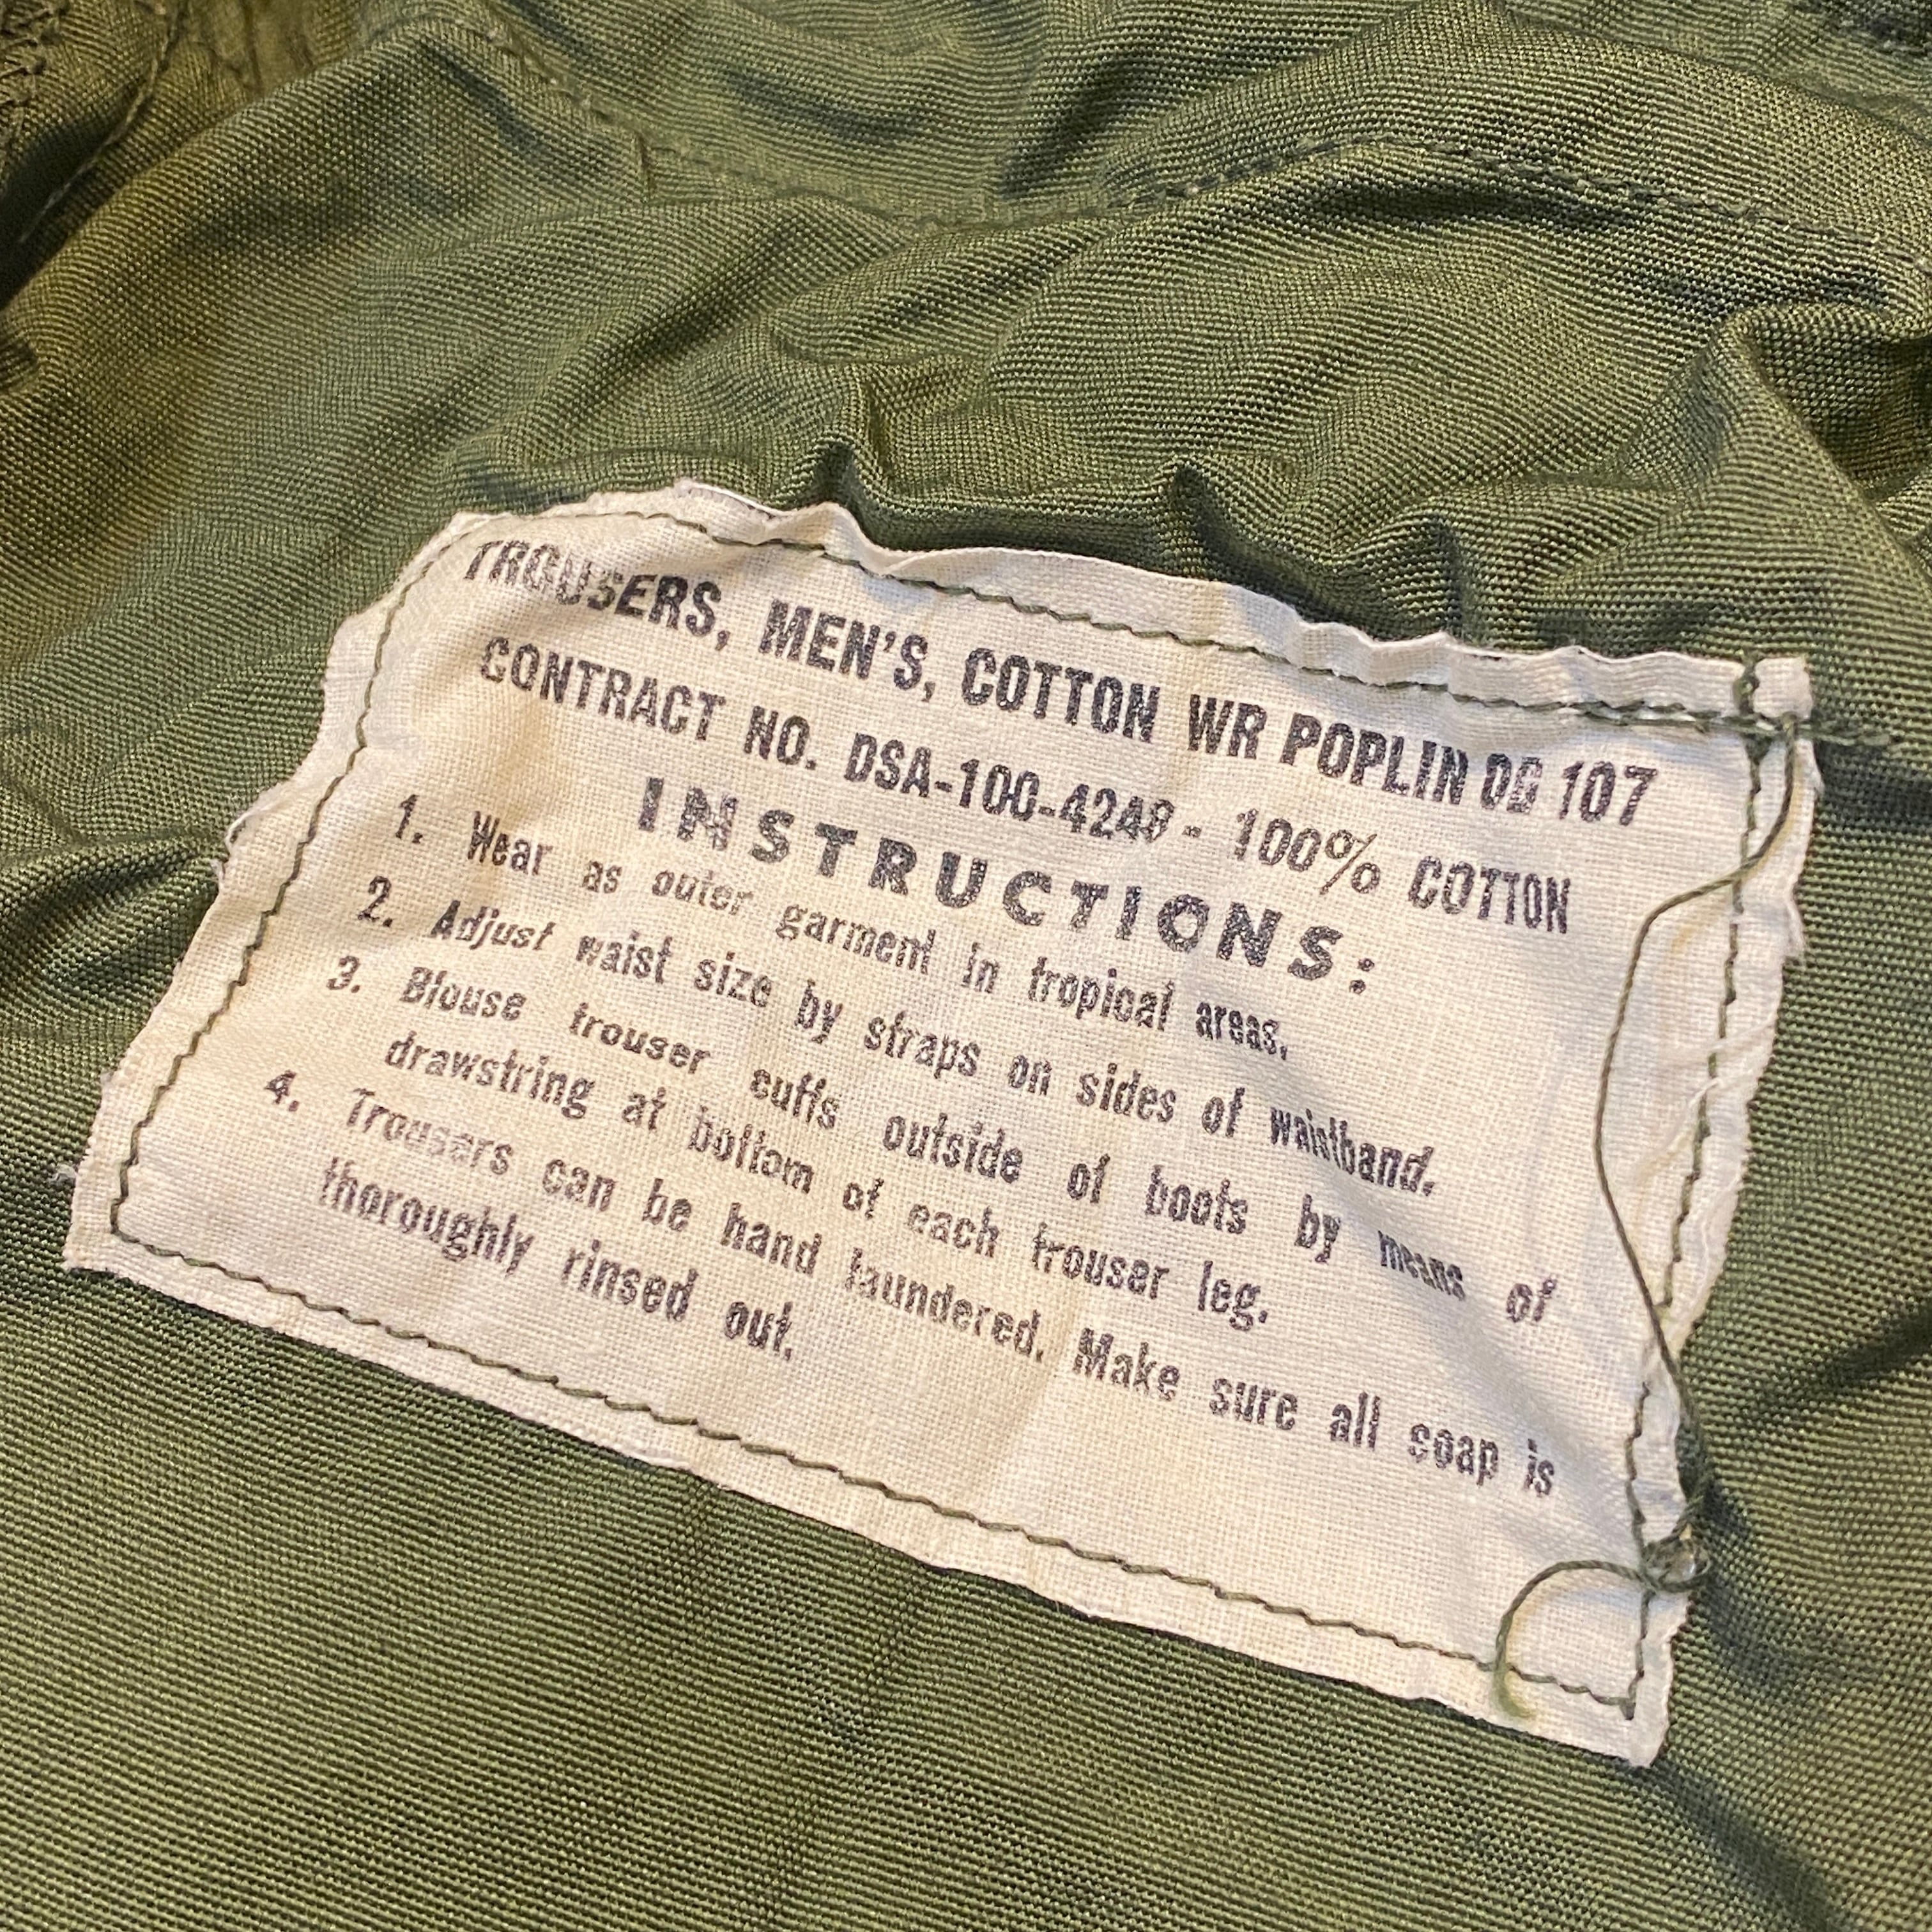 TROUSERS, MEN'S, COTTON WR POPLIN OG 107
CONTRACT NO. DSA-100-4248 - 100% COTTON
INSTRUCTIONS:
1. Wear as outer garment in tropical areas.
2. Adjust waist size by straps on sides of waistband.
3. Blouse trouser cuffs outside of boots by means of
drawstring at bottom of each trouser leg.
4. Trousers can be hand laundered. Make sure all soap is
thoroughly rinsed out.